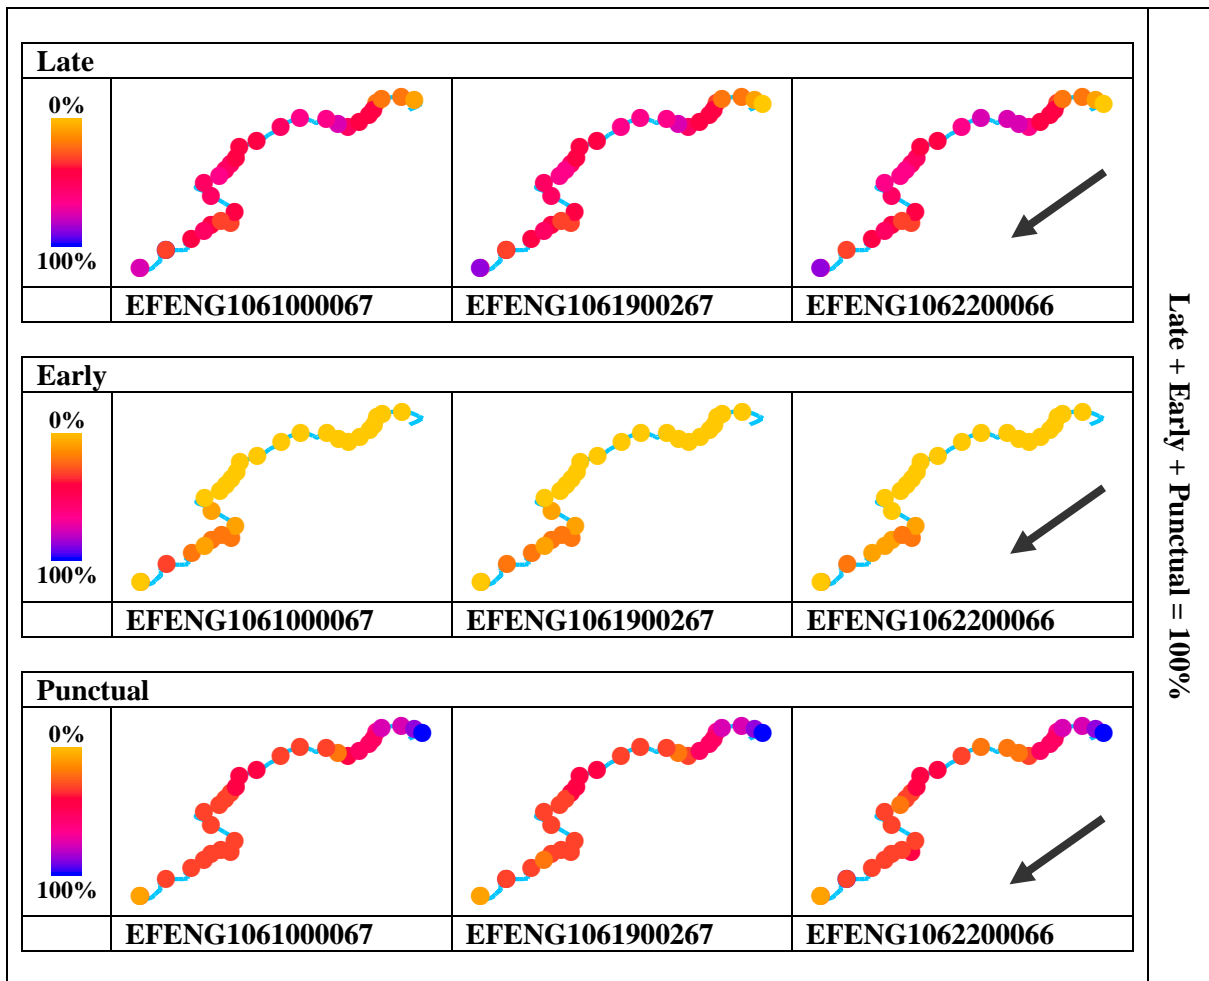 Late
0%
100%
EFENG1061000067 EFENG1061900267 EFENG1062200066
Early
0%
100%
EFENG1061000067 EFENG1061900267 EFENG1062200066
Punctual
0%
100%
EFENG1061000067 EFENG1061900267 EFENG1062200066
Late + Early + Punctual = 100%